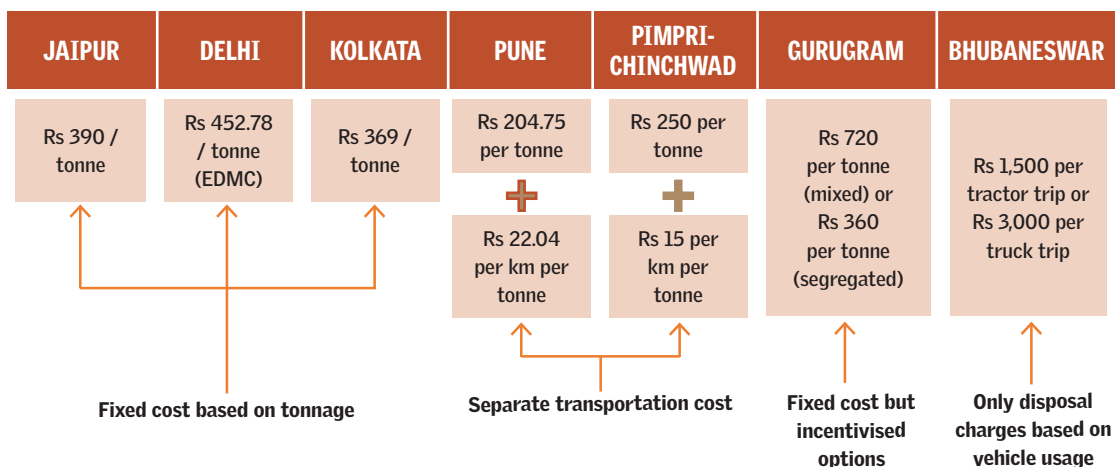 JAIPUR
DELHI
KOLKATA
PUNE
PIMPRI-
CHINCHWAD
GURUGRAM
BHUBANESWAR
Rs 390 /
tonne
Rs 452.78
/ tonne
(EDMC)
Rs 369 /
tonne
Rs 204.75
per tonne
+
Rs 22.04
per km per
tonne
Rs 250 per
tonne
+
Rs 15 per
km per
tonne
Rs 720
per tonne
(mixed) or
Rs 360
per tonne
(segregated)
Rs 1,500 per
tractor trip or
Rs 3,000 per
truck trip
Fixed cost based on tonnage
Separate transportation cost
Fixed cost but
incentivised
options
Only disposal
charges based on
vehicle usage